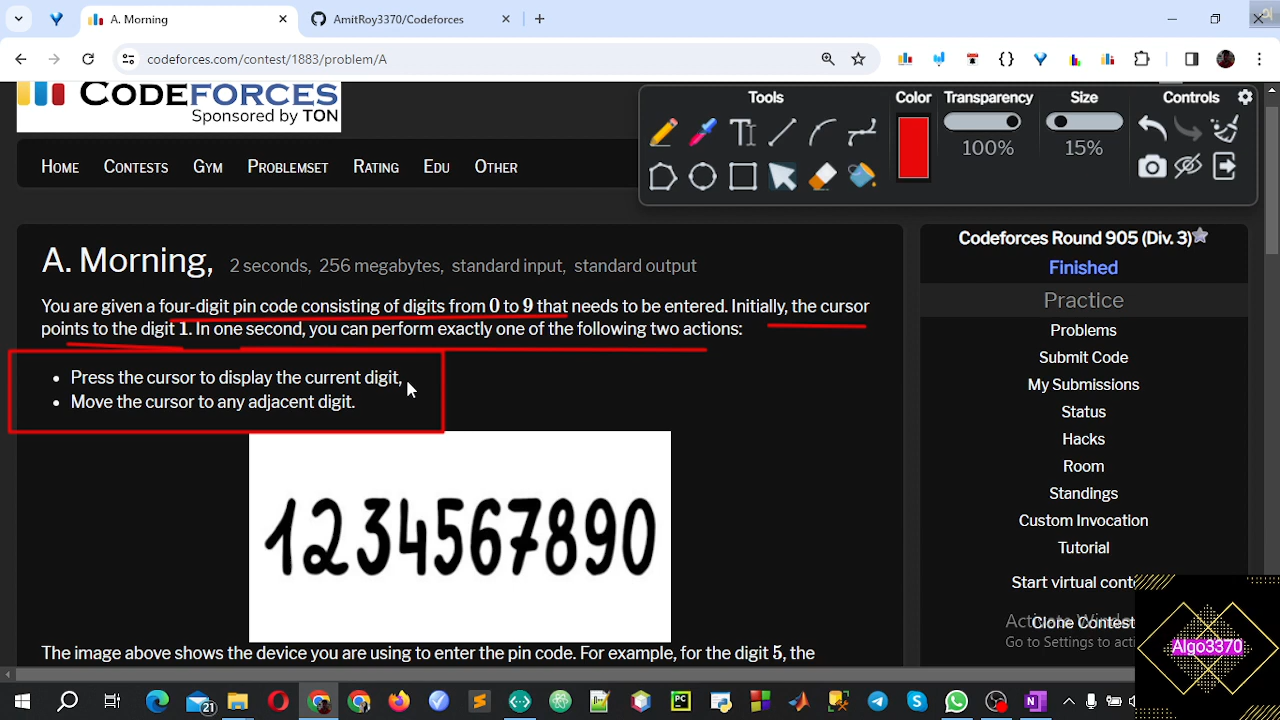 A. Morning
AmitRoy3370/Codeforces
codeforces.com/contest/1883/problem/A
CODEFORCES
Sponsored by TON
HOME CONTESTS GYM PROBLEMSET RATING EDU OTHER
Tools
Color
Transparency
Size
Controls
100%
15%
A. Morning, 2 seconds, 256 megabytes, standard input, standard output
You are given a four-digit pin code consisting of digits from 0 to 9 that needs to be entered. Initially, the cursor
points to the digit 1. In one second, you can perform exactly one of the following two actions:
• Press the cursor to display the current digit,
• Move the cursor to any adjacent digit.
1234567890
The image above shows the device you are using to enter the pin code. For example, for the digit 5, the
Codeforces Round 905 (Div. 3)
Finished
Practice
Problems
Submit Code
My Submissions
Status
Hacks
Room
Standings
Custom Invocation
Tutorial
Start virtual cont
Clone Contest
Go to Settings to acti
Algo3370
21
PC